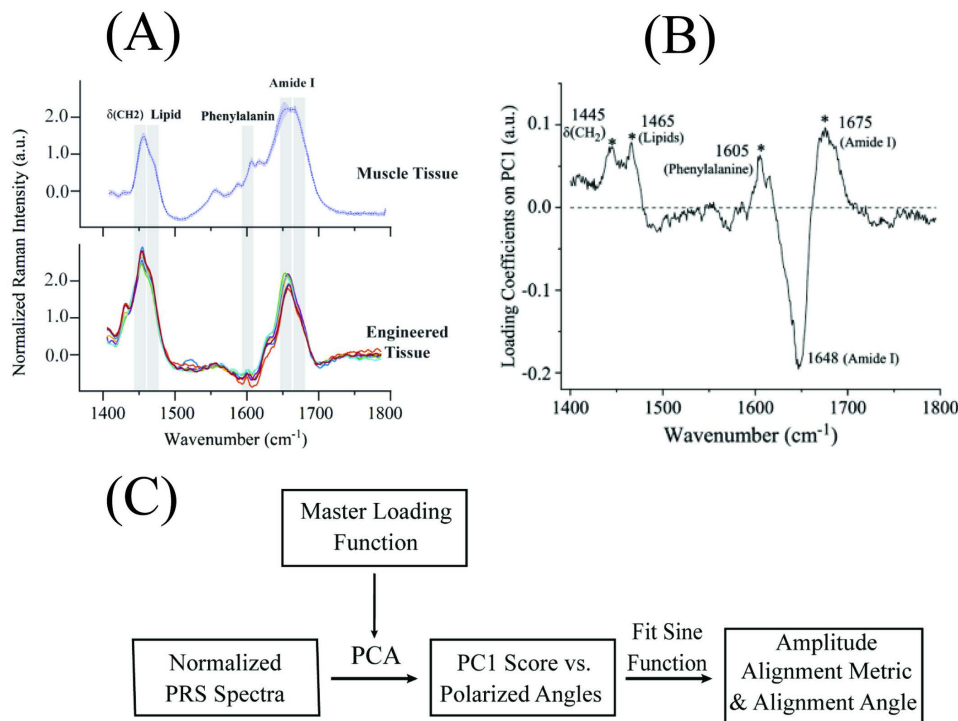 (A)
Normalized Raman Intensity (a.u.)
Amide I
δ(CH2) Lipid Phenylalanin
2.0
0.0
Muscle Tissue
2.0
1.0
0.0
Engineered
Tissue
1400 1500 1600 1700 1800
Wavenumber (cm⁻¹)
(B)
Loading Coefficients on PC1 (a.u.)
0.1
0.0
-0.1
-0.2
1445
δ(CH₂)
*
* 1465
(Lipids)
1605
(Phenylalanine)
*
* 1675
(Amide I)
1648 (Amide I)
1400 1500 1600 1700 1800
Wavenumber (cm⁻¹)
(C)
Master Loading
Function
Normalized
PRS Spectra
PCA
PC1 Score vs.
Polarized Angles
Fit Sine
Function
Amplitude
Alignment Metric
& Alignment Angle